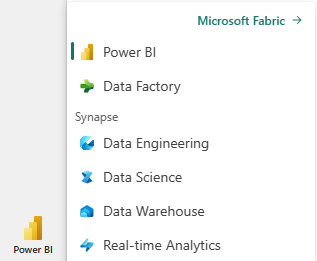 Microsoft Fabric
Power BI
Data Factory
Synapse
Data Engineering
Data Science
Data Warehouse
Real-time Analytics
Power BI